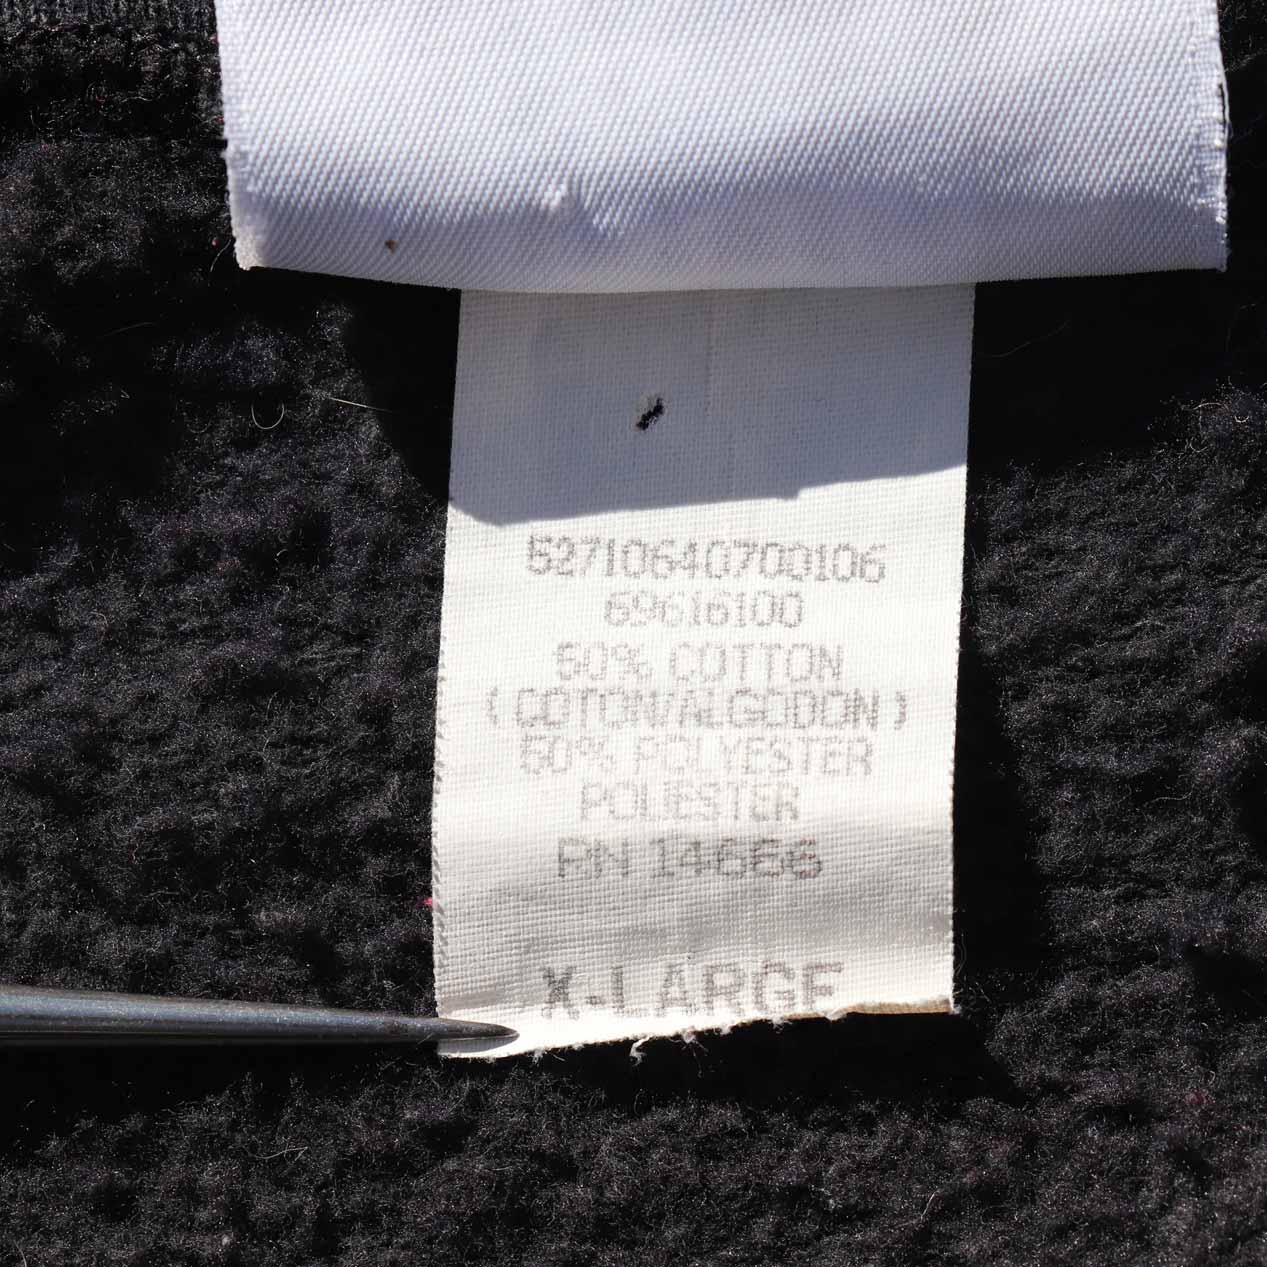 52710640700106
69616100
50% COTTON
(COTON/ALGODON)
50% POLYESTER
POLIESTER
RN 14666
X-LARGE